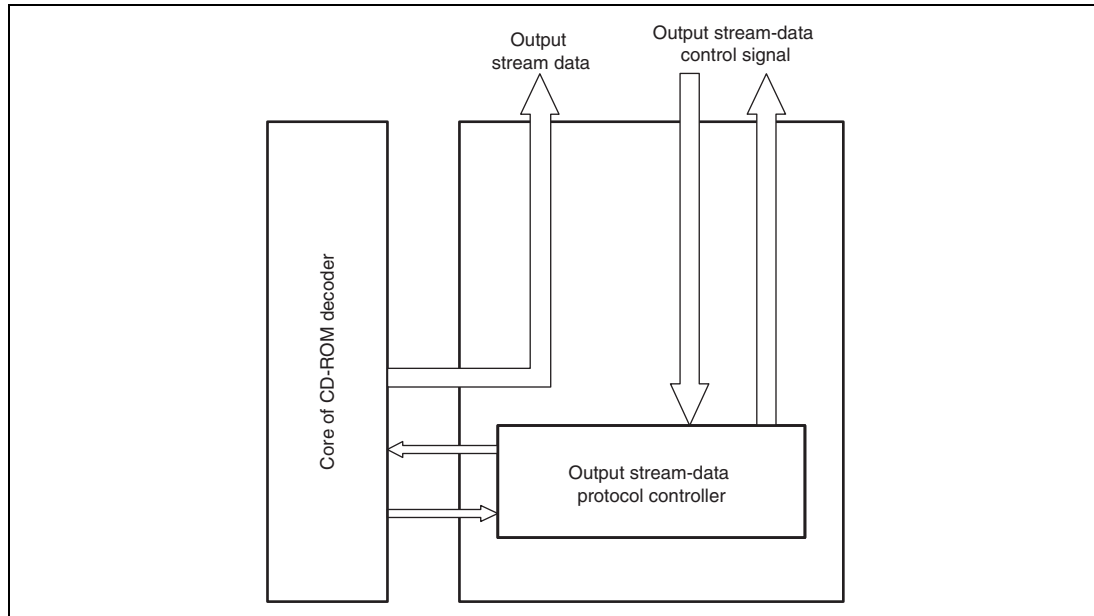 Output
stream data
Output stream-data
control signal
Core of CD-ROM decoder
Output stream-data
protocol controller